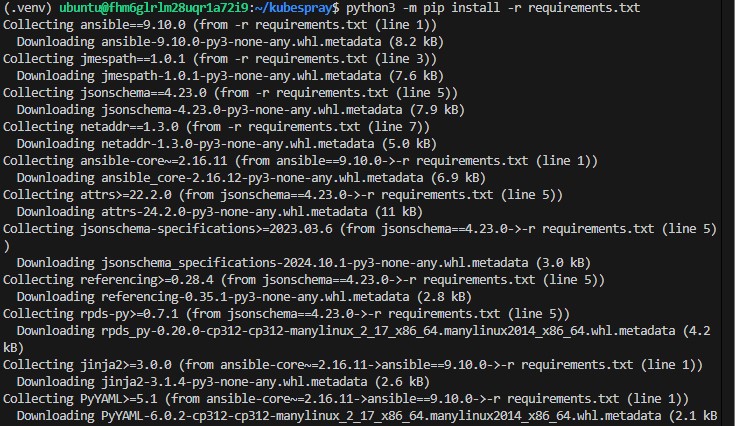 (.venv) ubuntu@fhm6glrlm28uqr1a72i9:~/kubespray$ python3 -m pip install -r requirements.txt
Collecting ansible==9.10.0 (from -r requirements.txt (line 1))
  Downloading ansible-9.10.0-py3-none-any.whl.metadata (8.2 kB)
Collecting jmespath==1.0.1 (from -r requirements.txt (line 3))
  Downloading jmespath-1.0.1-py3-none-any.whl.metadata (7.6 kB)
Collecting jsonschema==4.23.0 (from -r requirements.txt (line 5))
  Downloading jsonschema-4.23.0-py3-none-any.whl.metadata (7.9 kB)
Collecting netaddr==1.3.0 (from -r requirements.txt (line 7))
  Downloading netaddr-1.3.0-py3-none-any.whl.metadata (5.0 kB)
Collecting ansible-core~=2.16.11 (from ansible==9.10.0->-r requirements.txt (line 1))
  Downloading ansible_core-2.16.12-py3-none-any.whl.metadata (6.9 kB)
Collecting attrs>=22.2.0 (from jsonschema==4.23.0->-r requirements.txt (line 5))
  Downloading attrs-24.2.0-py3-none-any.whl.metadata (11 kB)
Collecting jsonschema-specifications>=2023.03.6 (from jsonschema==4.23.0->-r requirements.txt (line 5)
)
  Downloading jsonschema_specifications-2024.10.1-py3-none-any.whl.metadata (3.0 kB)
Collecting referencing>=0.28.4 (from jsonschema==4.23.0->-r requirements.txt (line 5))
  Downloading referencing-0.35.1-py3-none-any.whl.metadata (2.8 kB)
Collecting rpds-py>=0.7.1 (from jsonschema==4.23.0->-r requirements.txt (line 5))
  Downloading rpds_py-0.20.0-cp312-cp312-manylinux_2_17_x86_64.manylinux2014_x86_64.whl.metadata (4.2
kB)
Collecting jinja2>=3.0.0 (from ansible-core~=2.16.11->ansible==9.10.0->-r requirements.txt (line 1))
  Downloading jinja2-3.1.4-py3-none-any.whl.metadata (2.6 kB)
Collecting PyYAML>=5.1 (from ansible-core~=2.16.11->ansible==9.10.0->-r requirements.txt (line 1))
  Downloading PyYAML-6.0.2-cp312-cp312-manylinux_2_17_x86_64.manylinux2014_x86_64.whl.metadata (2.1 kB